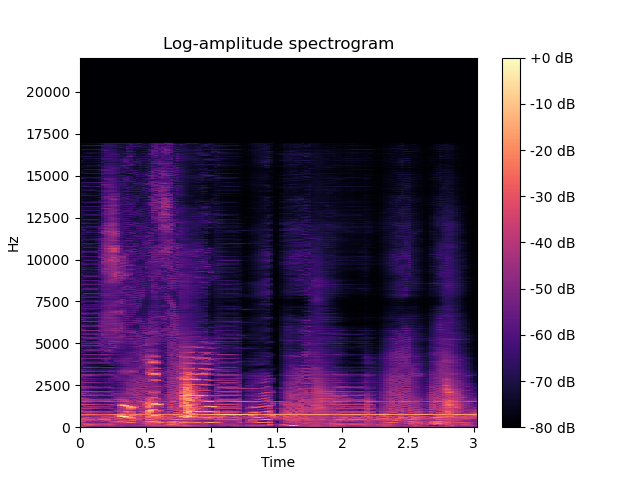 Log-amplitude spectrogram
Hz
20000
17500
15000
12500
10000
7500
5000
2500
0
0 0.5 1 1.5 2 2.5 3
Time
+0 dB
-10 dB
-20 dB
-30 dB
-40 dB
-50 dB
-60 dB
-70 dB
-80 dB